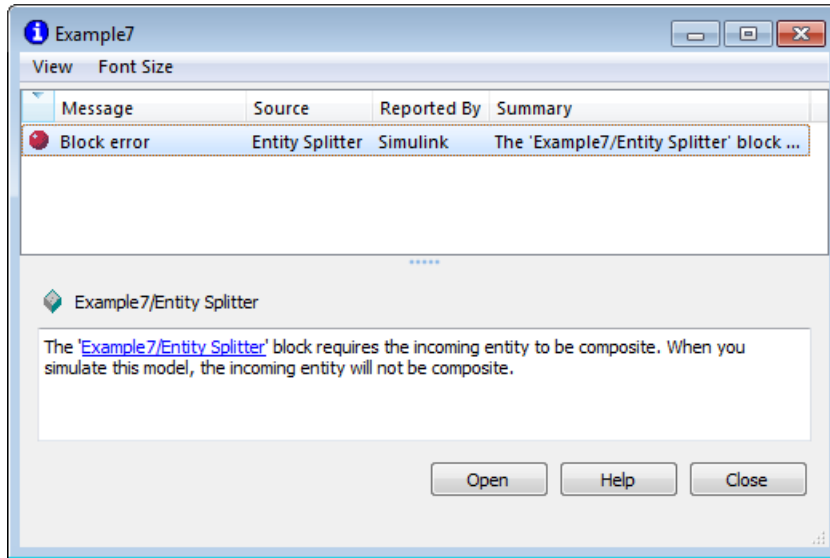 Example7
View Font Size
Message Source Reported By Summary
Block error Entity Splitter Simulink The 'Example7/Entity Splitter' block ...
Example7/Entity Splitter
The 'Example7/Entity Splitter' block requires the incoming entity to be composite. When you
simulate this model, the incoming entity will not be composite.
Open Help Close